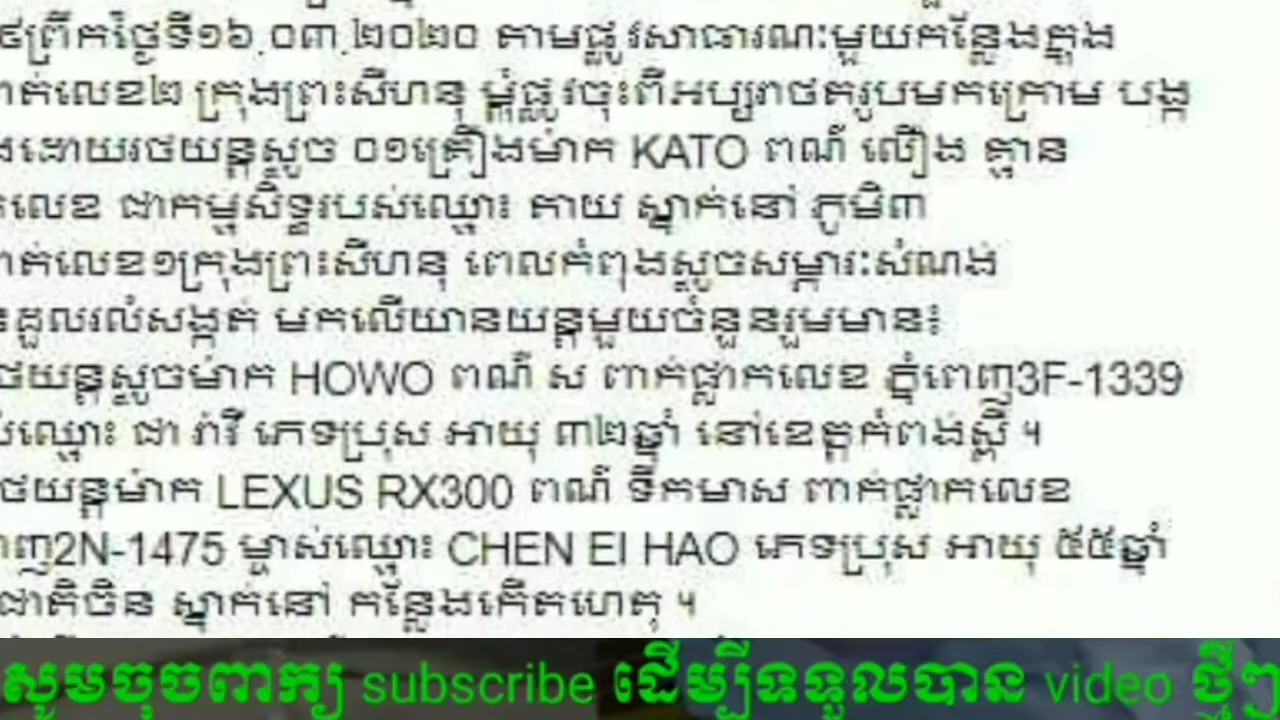 ៥ព្រឹកថ្ងៃទី១៦.០៣.២០២០ តាមផ្លូវសាធារណៈមួយកន្លែងក្នុង
ាត់លេខ២ ក្រុងព្រះសីហនុ ម្តុំផ្លូវចុះពីអប្សរាថតរូបមកក្រោម បង្ក
ងដោយរថយន្តស្ទូច ០១គ្រឿងម៉ាក KATO ពណ៌ លឿង គ្មាន
កលេខ ជាកម្មសិទ្ធរបស់ឈ្មោះ តាយ ស្នាក់នៅ ភូមិ៣
ាត់លេខ១ក្រុងព្រះសីហនុ ពេលកំពុងស្ទូចសម្ភារៈសំណង់
នដួលរលំសង្កត់ មកលើយានយន្តមួយចំនួនរួមមាន៖
ថយន្តស្ទូចម៉ាក HOWO ពណ៌ ស ពាក់ផ្លាកលេខ ភ្នំពេញ3F-1339
ឈ្មោះ ជា រ៉ាវី ភេទប្រុស អាយុ ៣២ឆ្នាំ នៅខេត្តកំពង់ស្ពឺ ។
ថយន្តម៉ាក LEXUS RX300 ពណ៌ ទឹកមាស ពាក់ផ្លាកលេខ
ពេញ2N-1475 ម្ចាស់ឈ្មោះ CHEN EI HAO ភេទប្រុស អាយុ ៥៥ឆ្នាំ
ជាតិចិន ស្នាក់នៅ កន្លែងកើតហេតុ ។
សូមចុចពាក្យ subscribe ដើម្បីទទួលបាន video ថ្មីៗ